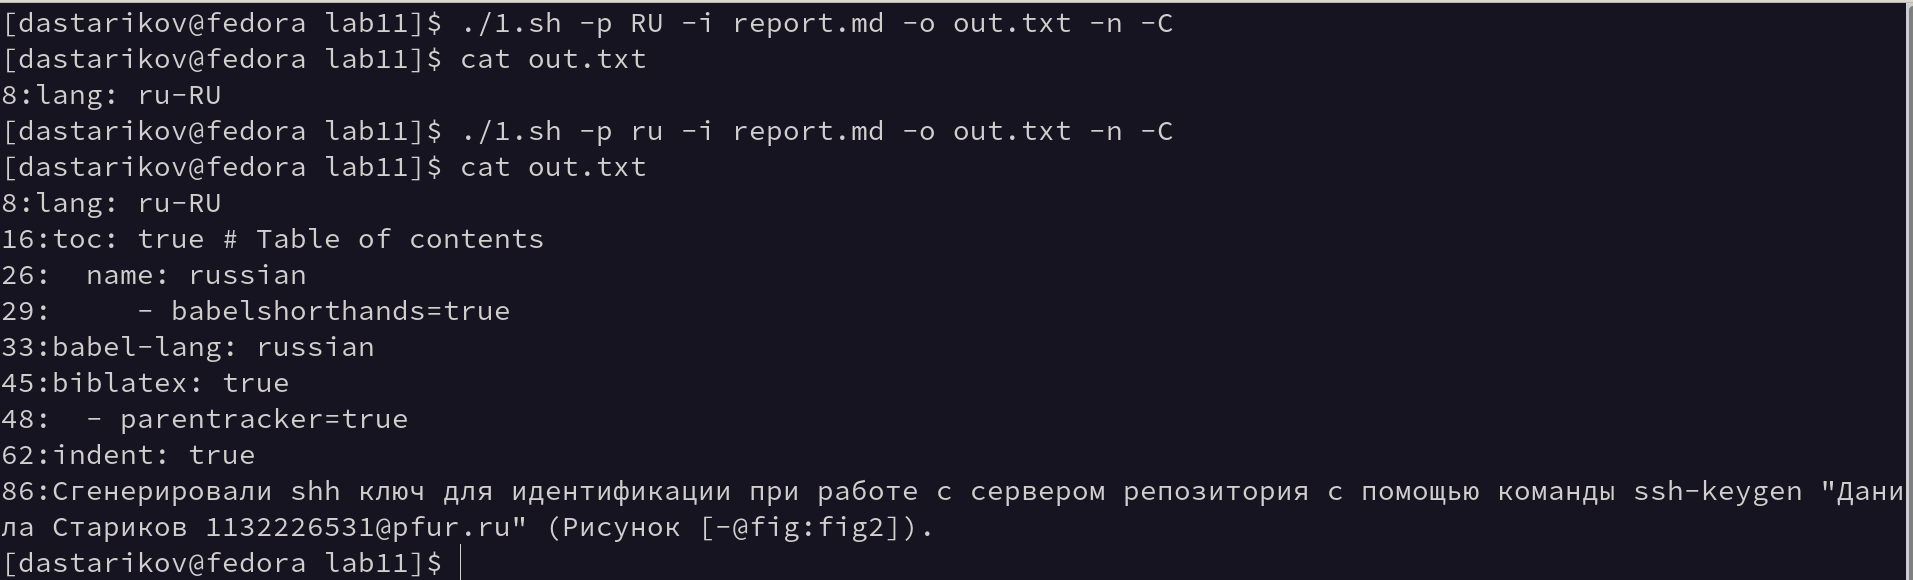 [dastarikov@fedora lab11]$ ./1.sh -p RU -i report.md -o out.txt -n -C
[dastarikov@fedora lab11]$ cat out.txt
8:lang: ru-RU
[dastarikov@fedora lab11]$ ./1.sh -p ru -i report.md -o out.txt -n -C
[dastarikov@fedora lab11]$ cat out.txt
8:lang: ru-RU
16:toc: true # Table of contents
26:  name: russian
29:     - babelshorthands=true
33:babel-lang: russian
45:biblatex: true
48:  - parentracker=true
62:indent: true
86:Сгенерировали shh ключ для идентификации при работе с сервером репозитория с помощью команды ssh-keygen "Дани
ла Стариков 1132226531@pfur.ru" (Рисунок [-@fig:fig2]).
[dastarikov@fedora lab11]$